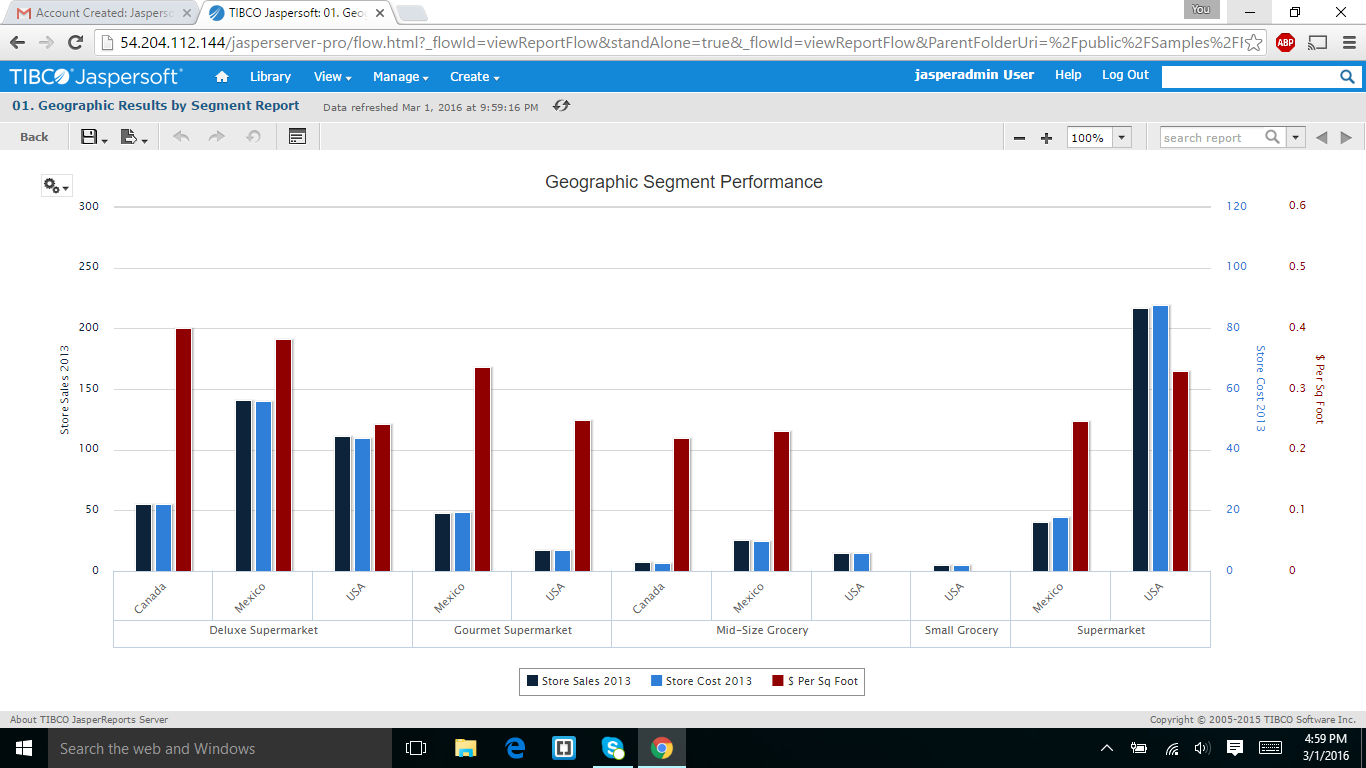 Account Created: Jaspers
TIBCO Jaspersoft: 01. Geo
You
54.204.112.144/jasperserver-pro/flow.html?_flowId=viewReportFlow&standAlone=true&_flowId=viewReportFlow&ParentFolderUri=%2Fpublic%2FSamples%2F
ABP
TIBCO Jaspersoft®
Library
View
Manage
Create
jasperadmin User
Help
Log Out
01. Geographic Results by Segment Report
Data refreshed Mar 1, 2016 at 9:59:16 PM
Back
100%
search report
Geographic Segment Performance
300
250
200
150
100
50
0
Store Sales 2013
120
100
80
60
40
20
0
Store Cost 2013
0.6
0.5
0.4
0.3
0.2
0.1
0
$ Per Sq Foot
Canada Mexico USA Mexico USA Canada Mexico USA USA Mexico USA
Deluxe Supermarket Gourmet Supermarket Mid-Size Grocery Small Grocery Supermarket
Store Sales 2013 Store Cost 2013 $ Per Sq Foot
About TIBCO JasperReports Server
Copyright © 2005-2015 TIBCO Software Inc.
Search the web and Windows
4:59 PM
3/1/2016